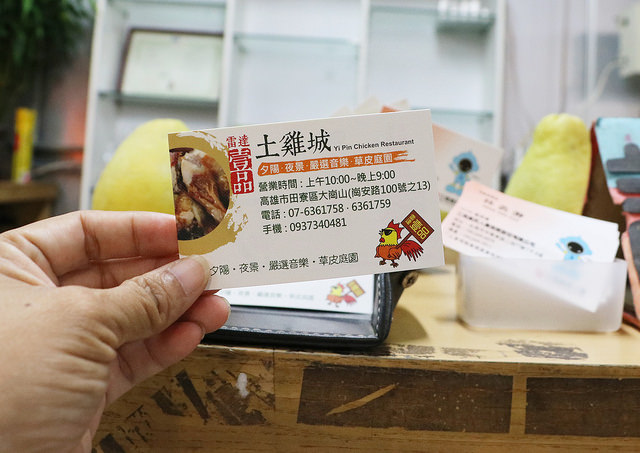 雷達
壹品
土雞城
Yi Pin Chicken Restaurant
夕陽·夜景·嚴選音樂·草皮庭園
營業時間：上午10:00~晚上9:00
高雄市田寮區大崗山(崗安路100號之13)
電話：07-6361758·6361759
手機：0937340481
壹品
夕陽·夜景·嚴選音樂·草皮庭園